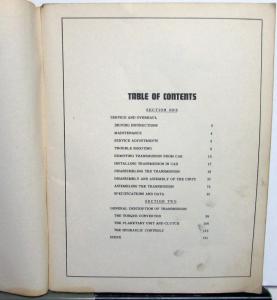 TABLE OF CONTENTS
SECTION ONE
SERVICE AND OVERHAUL
DRIVING INSTRUCTIONS
MAINTENANCE
SERVICE ADJUSTMENTS
TROUBLE SHOOTING
REMOVING TRANSMISSION FROM CAR
INSTALLING TRANSMISSION IN CAR
DISASSEMBLING THE TRANSMISSION
DISASSEMBLY AND ASSEMBLY OF THE UNITS
ASSEMBLING THE TRANSMISSION
SPECIFICATIONS AND DATA
SECTION TWO
GENERAL DESCRIPTION OF TRANSMISSION
THE TORQUE CONVERTER
THE PLANETARY UNIT AND CLUTCH
THE HYDRAULIC CONTROLS
INDEX